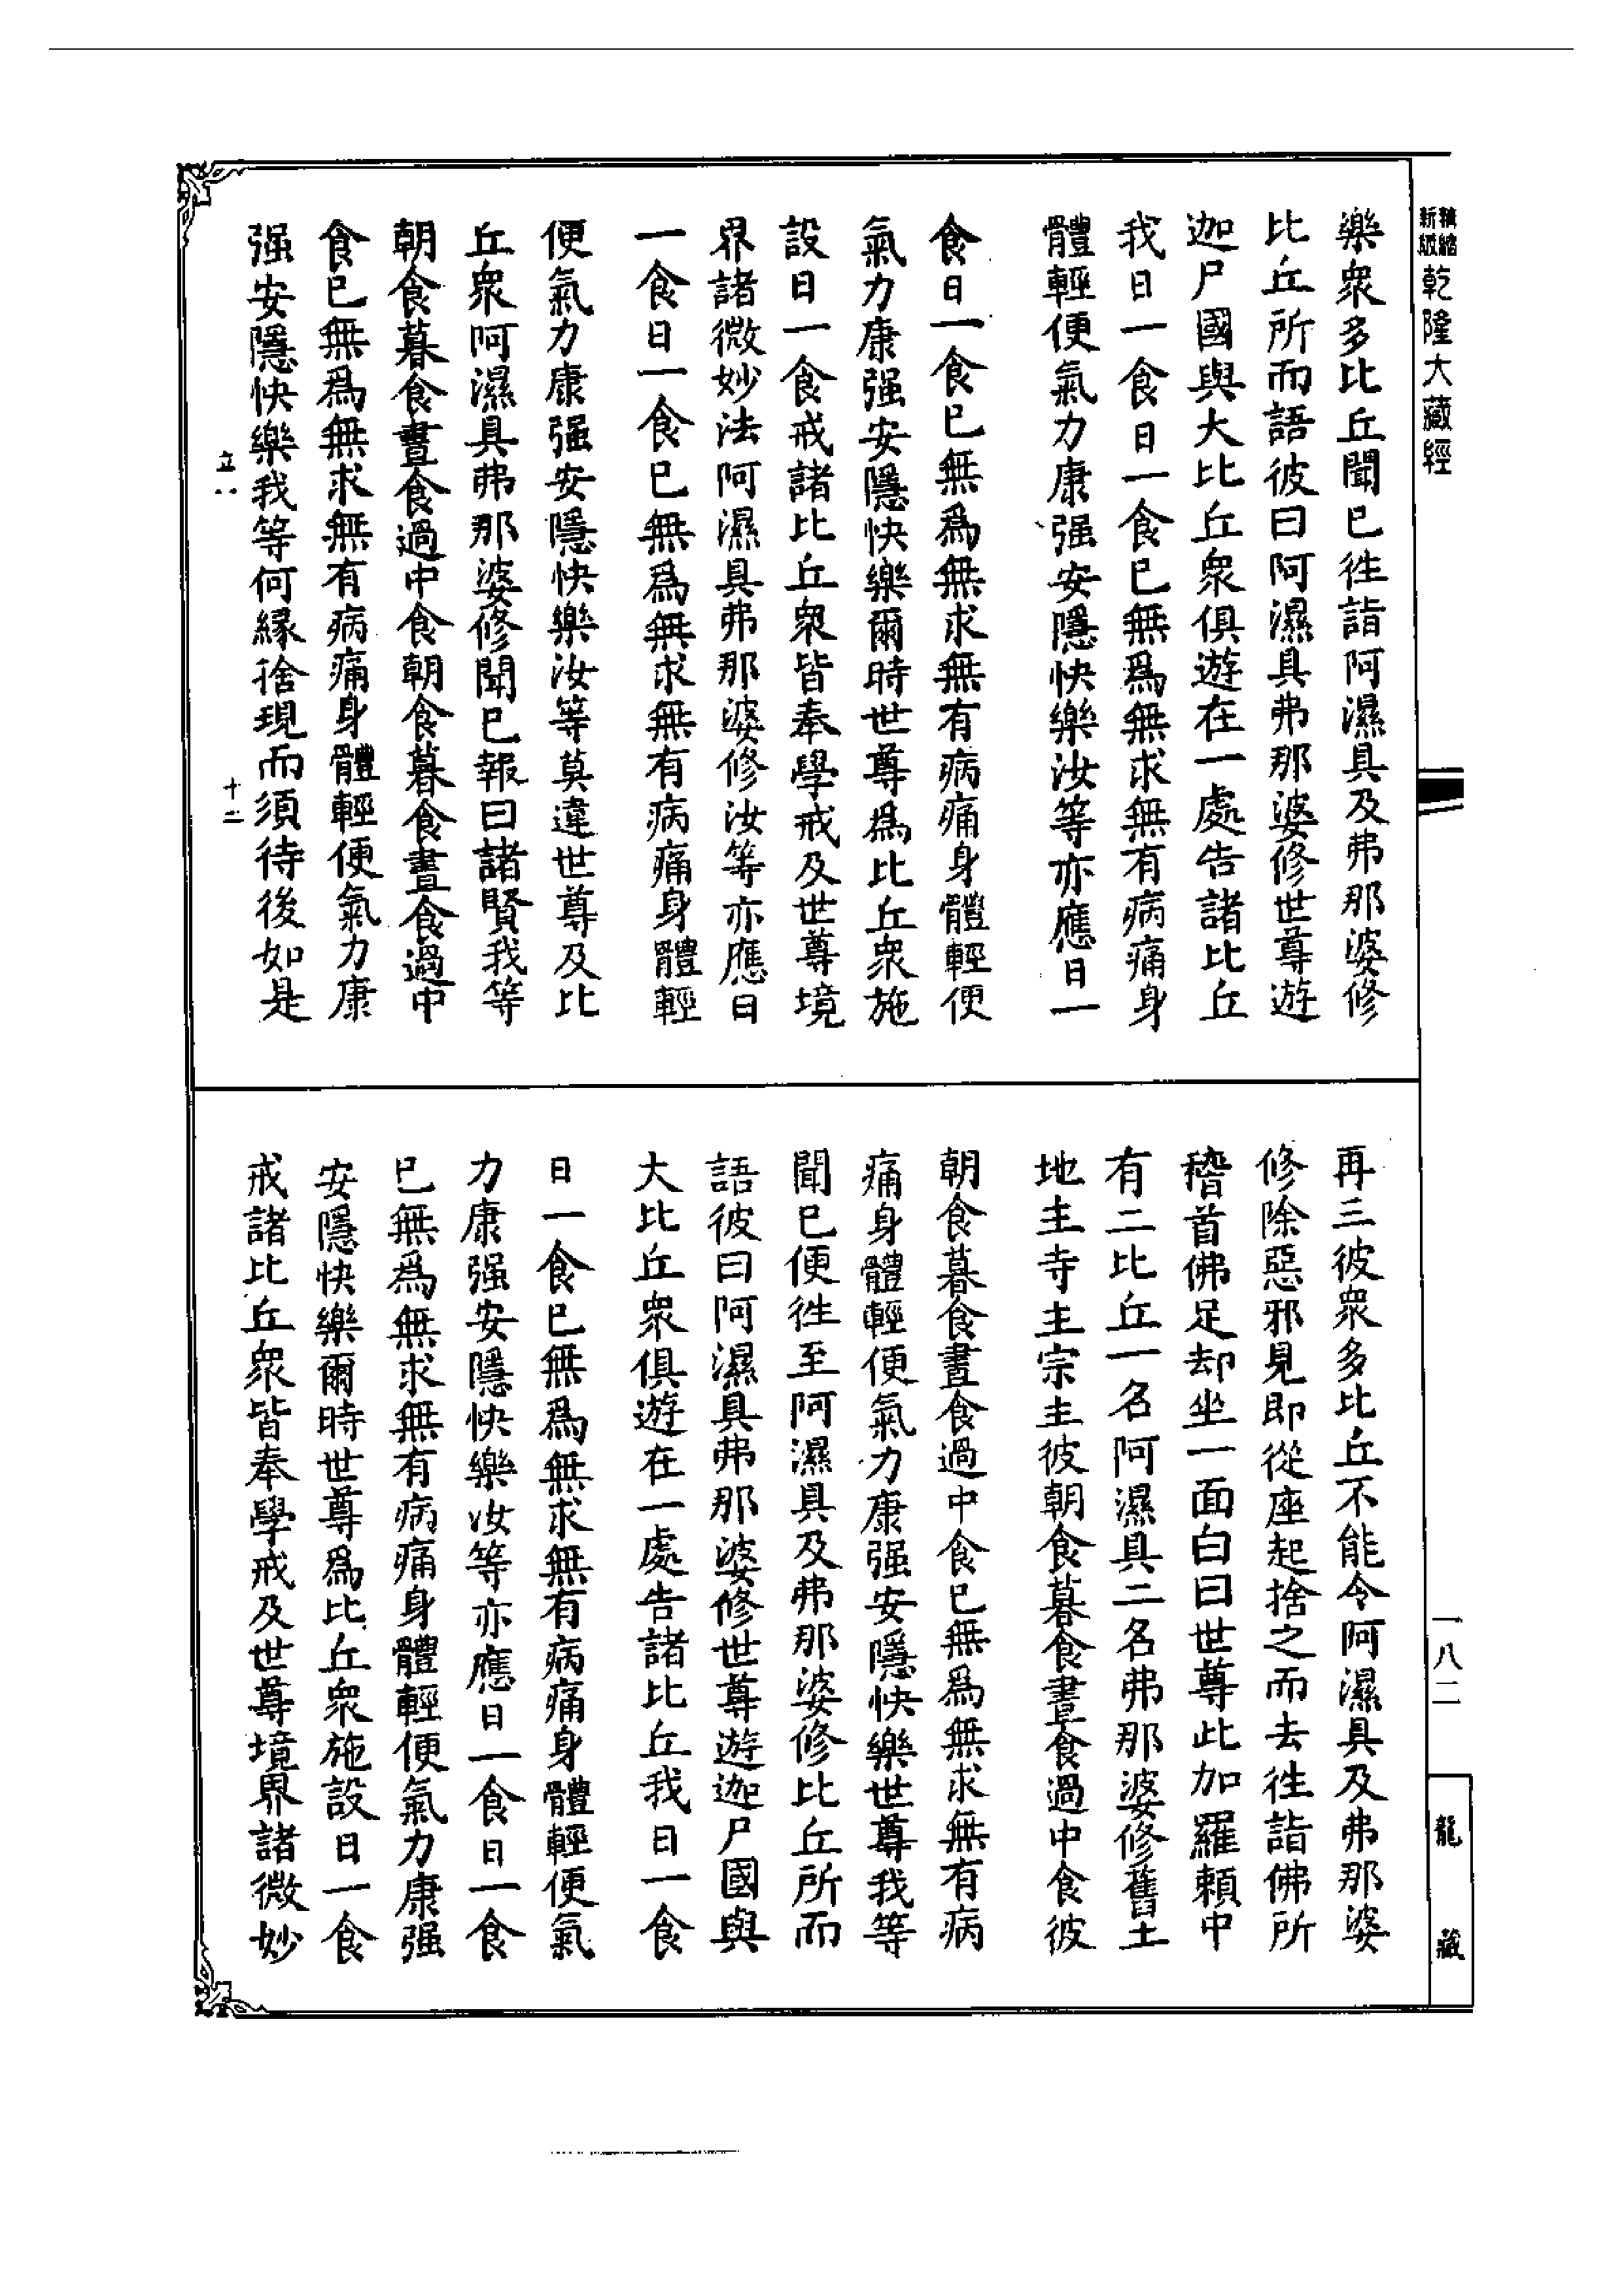 新版
精縮
乾隆大藏經
樂衆多比丘聞已往詣阿濕具及弗那婆修
比丘所而語彼曰阿濕具弗那婆修世尊遊
迦尸國與大比丘衆俱遊在一處告諸比丘
我日一食日一食已無爲無求無有病痛身
體輕便氣力康强安隱快樂汝等亦應日一
食日一食已無爲無求無有病痛身體輕便
氣力康强安隱快樂爾時世尊爲比丘衆施
設日一食戒諸比丘衆皆奉學戒及世尊境
界諸微妙法阿濕具弗那婆修汝等亦應日
一食日一食已無爲無求無有病痛身體輕
便氣力康强安隱快樂汝等莫違世尊及比
丘衆阿濕具弗那婆修聞已報曰諸賢我等
朝食暮食晝食過中食朝食暮食晝食過中
食已無爲無求無有病痛身體輕便氣力康
强安隱快樂我等何緣捨現而須待後如是
立八
十二
再三彼衆多比丘不能令阿濕具及弗那婆
修除惡邪見即從座起捨之而去往詣佛所
稽首佛足却坐一面白曰世尊此加羅賴中
有二比丘一名阿濕具二名弗那婆修舊土
地主寺主宗主彼朝食暮食晝食過中食彼
朝食暮食晝食過中食已無爲無求無有病
痛身體輕便氣力康强安隱快樂世尊我等
聞已便往至阿濕具及弗那婆修比丘所而
語彼曰阿濕具弗那婆修世尊遊迦尸國與
大比丘衆俱遊在一處告諸比丘我日一食
日一食已無爲無求無有病痛身體輕便氣
力康强安隱快樂汝等亦應日一食日一食
已無爲無求無有病痛身體輕便氣力康强
安隱快樂爾時世尊爲比丘衆施設日一食
戒諸比丘衆皆奉學戒及世尊境界諸微妙
一八二
龍藏